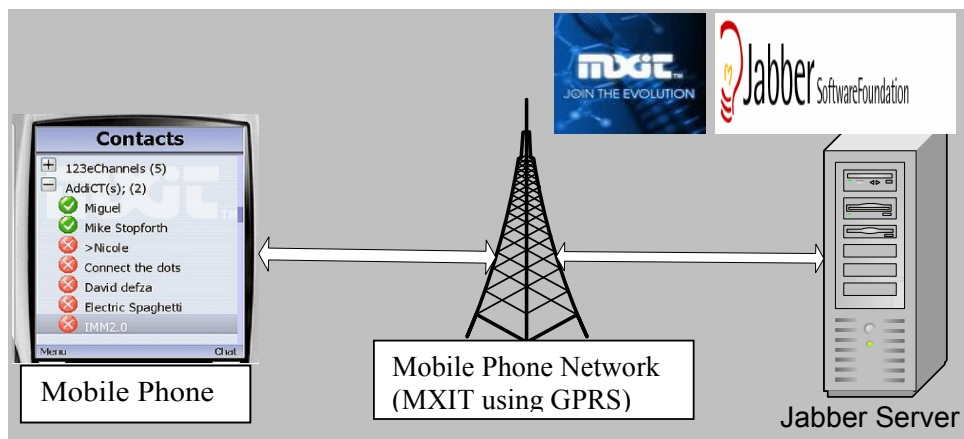 mxit™
JOIN THE EVOLUTION
Jabber SoftwareFoundation
Contacts
123eChannels (5)
AddiCT(s); (2)
Miguel
Mike Stopforth
>Nicole
Connect the dots
David defza
Electric Spaghetti
IMM2.0
Menu
Chat
Mobile Phone
Mobile Phone Network
(MXIT using GPRS)
Jabber Server